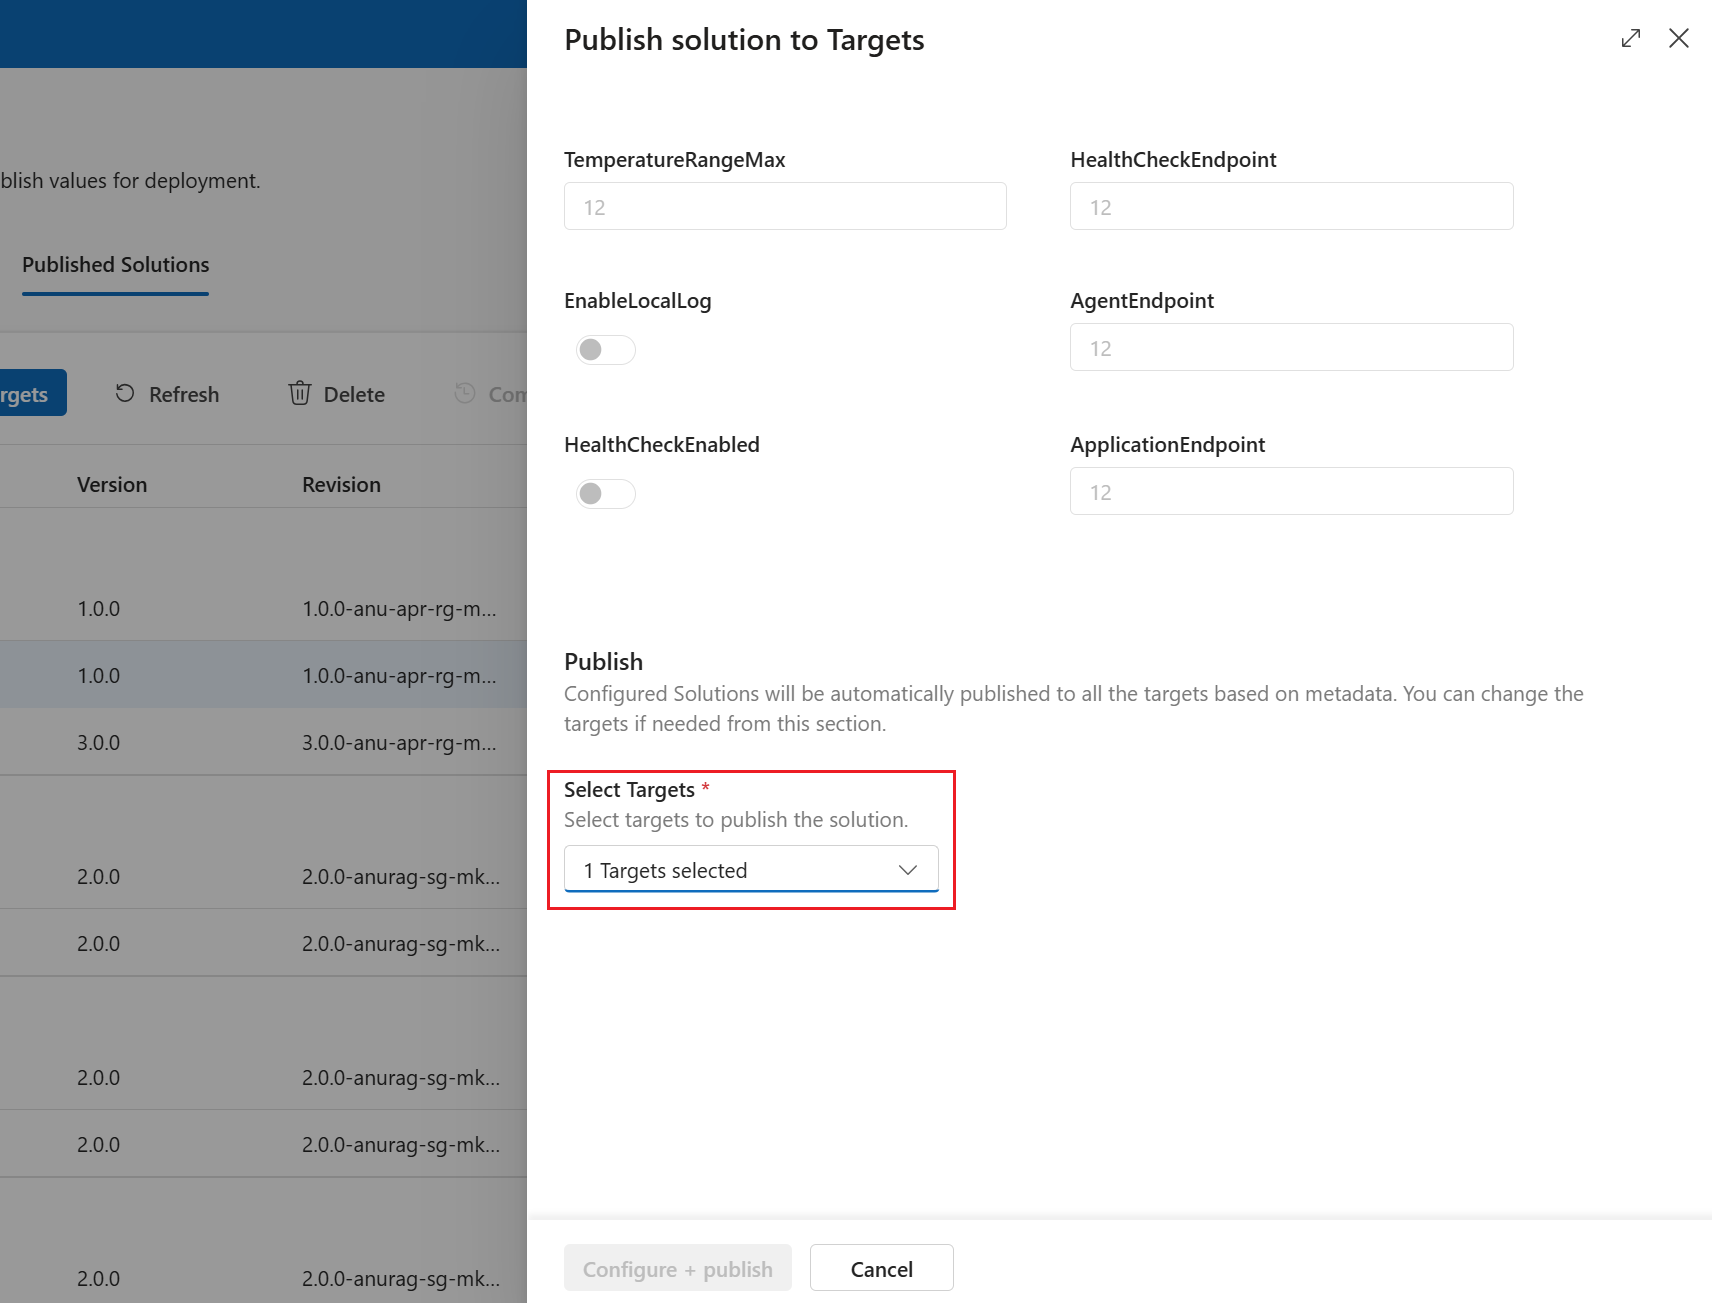 Publish solution to Targets
blish values for deployment.
Published Solutions
rgets
Refresh
Delete
Com
Version Revision
1.0.0 1.0.0-anu-apr-rg-m...
1.0.0 1.0.0-anu-apr-rg-m...
3.0.0 3.0.0-anu-apr-rg-m...
2.0.0 2.0.0-anurag-sg-mk...
2.0.0 2.0.0-anurag-sg-mk...
2.0.0 2.0.0-anurag-sg-mk...
2.0.0 2.0.0-anurag-sg-mk...
2.0.0 2.0.0-anurag-sg-mk...
TemperatureRangeMax
12
HealthCheckEndpoint
12
EnableLocalLog
AgentEndpoint
12
HealthCheckEnabled
ApplicationEndpoint
12
Publish
Configured Solutions will be automatically published to all the targets based on metadata. You can change the
targets if needed from this section.
Select Targets *
Select targets to publish the solution.
1 Targets selected
Configure + publish
Cancel